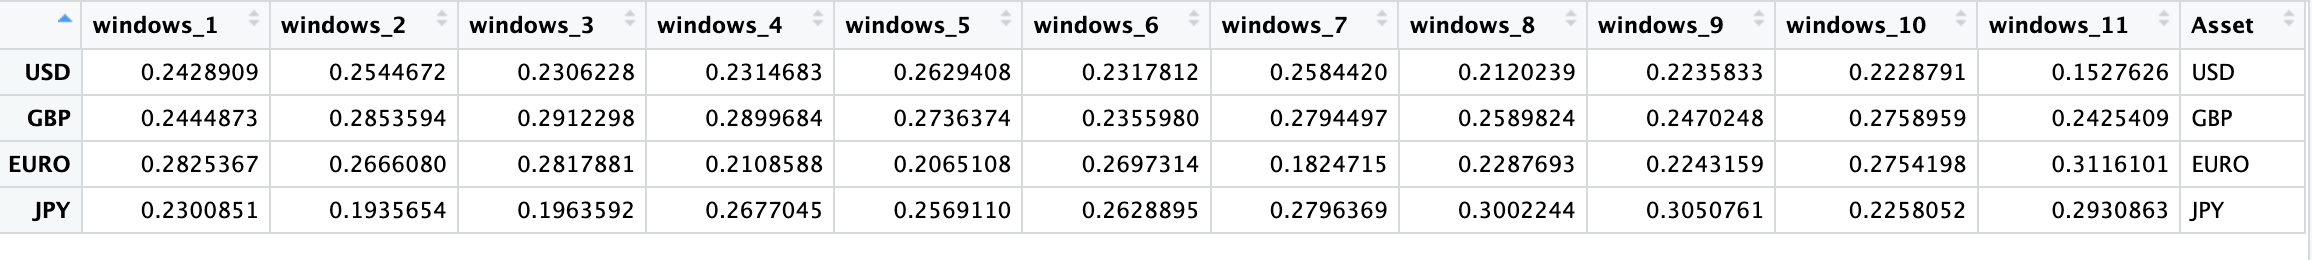 windows_1 windows_2 windows_3 windows_4 windows_5 windows_6 windows_7 windows_8 windows_9 windows_10 windows_11 Asset
USD 0.2428909 0.2544672 0.2306228 0.2314683 0.2629408 0.2317812 0.2584420 0.2120239 0.2235833 0.2228791 0.1527626 USD
GBP 0.2444873 0.2853594 0.2912298 0.2899684 0.2736374 0.2355980 0.2794497 0.2589824 0.2470248 0.2758959 0.2425409 GBP
EURO 0.2825367 0.2666080 0.2817881 0.2108588 0.2065108 0.2697314 0.1824715 0.2287693 0.2243159 0.2754198 0.3116101 EURO
JPY 0.2300851 0.1935654 0.1963592 0.2677045 0.2569110 0.2628895 0.2796369 0.3002244 0.3050761 0.2258052 0.2930863 JPY